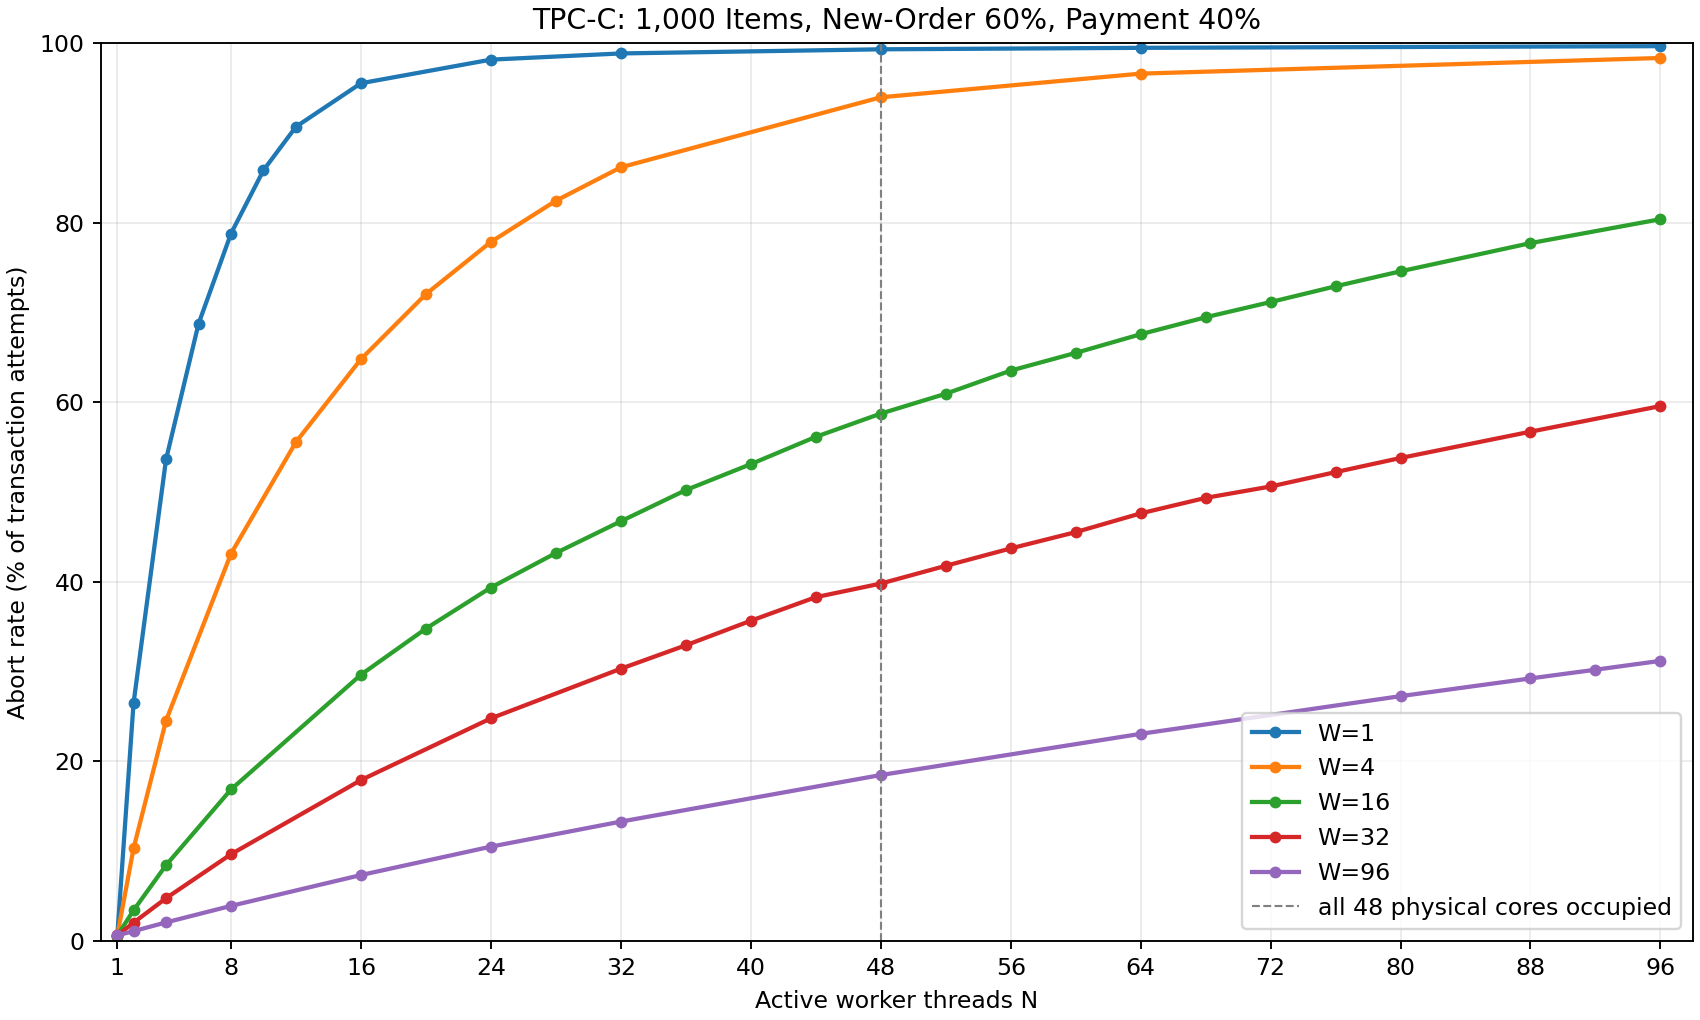 TPC-C: 1,000 Items, New-Order 60%, Payment 40%
Abort rate (% of transaction attempts)
100
80
60
40
20
0
1 8 16 24 32 40 48 56 64 72 80 88 96
Active worker threads N
W=1
W=4
W=16
W=32
W=96
all 48 physical cores occupied